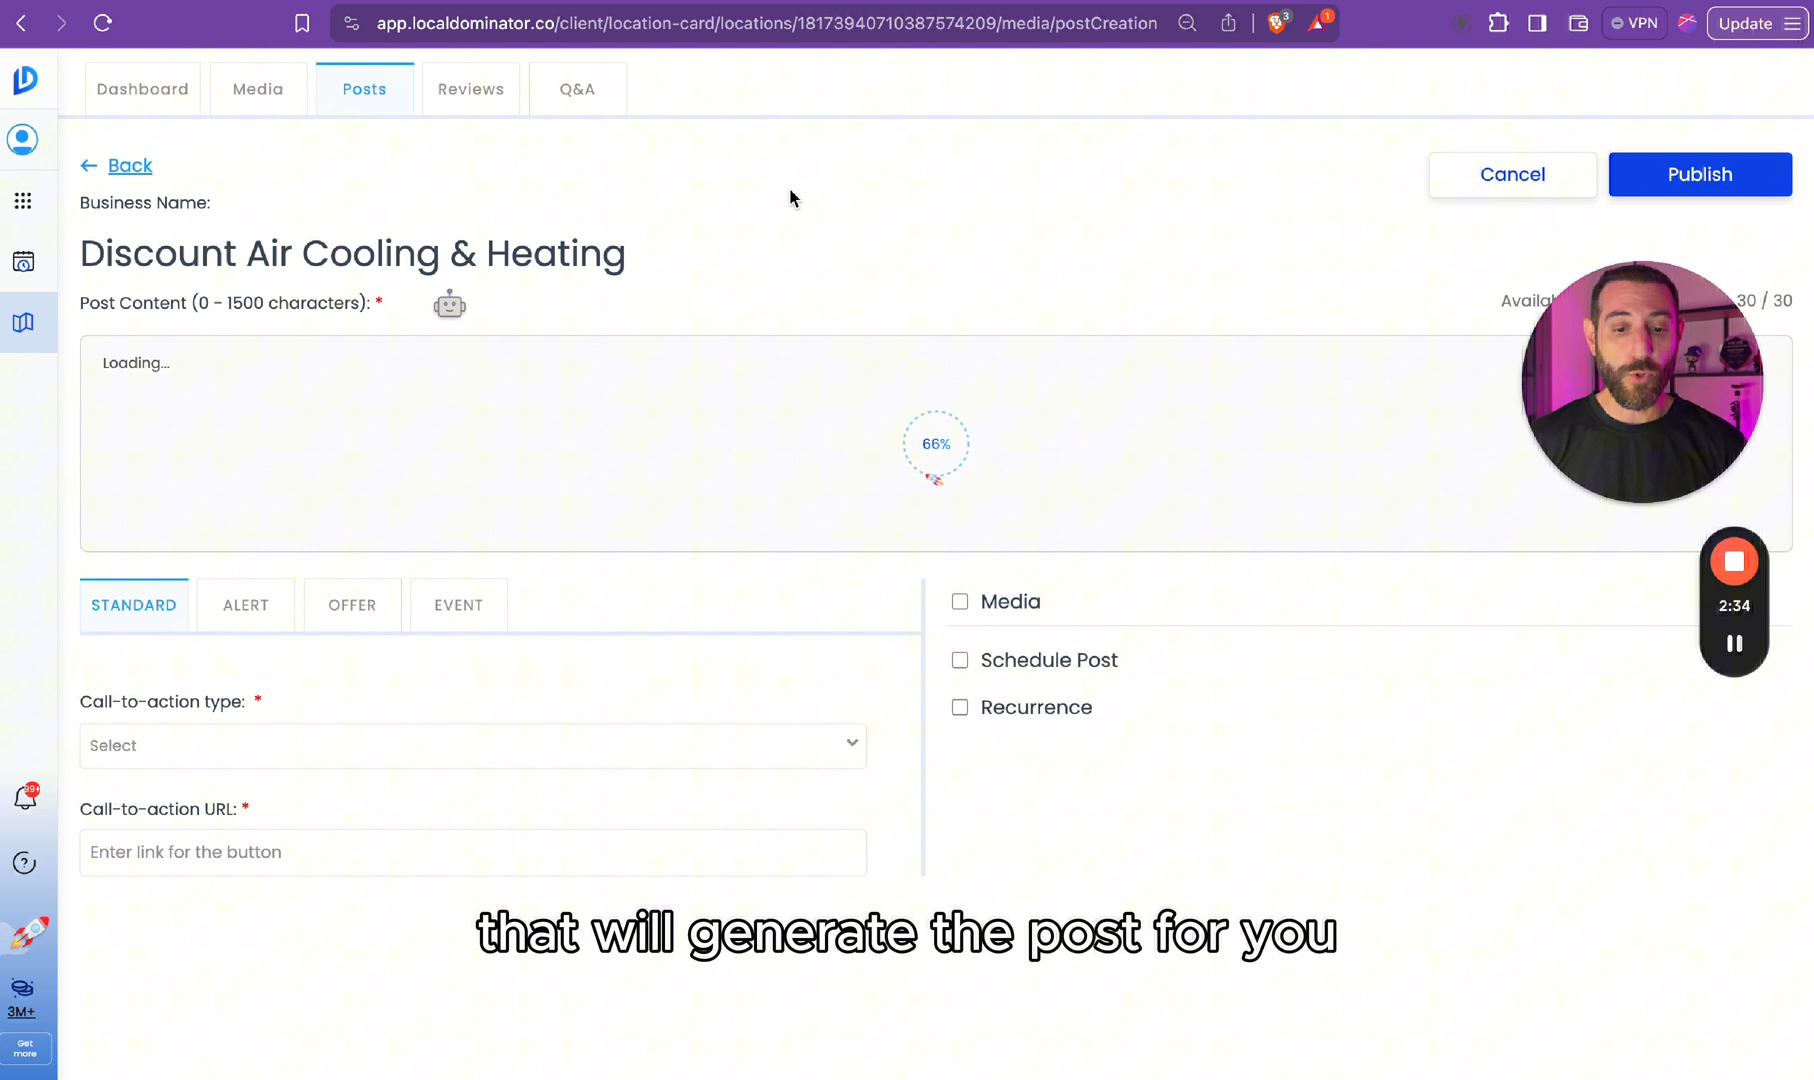 app.localdominator.co/client/location-card/locations/18173940710387574209/media/postCreation
3
1
VPN
Update
Dashboard
Media
Posts
Reviews
Q&A
← Back
Cancel
Publish
Business Name:
Discount Air Cooling & Heating
Post Content (0 - 1500 characters): *
30 / 30
Loading...
66%
2:34
STANDARD
ALERT
OFFER
EVENT
Media
Schedule Post
Recurrence
Call-to-action type: *
Select
Call-to-action URL: *
Enter link for the button
99+
?
that will generate the post for you
3M+
Get
more